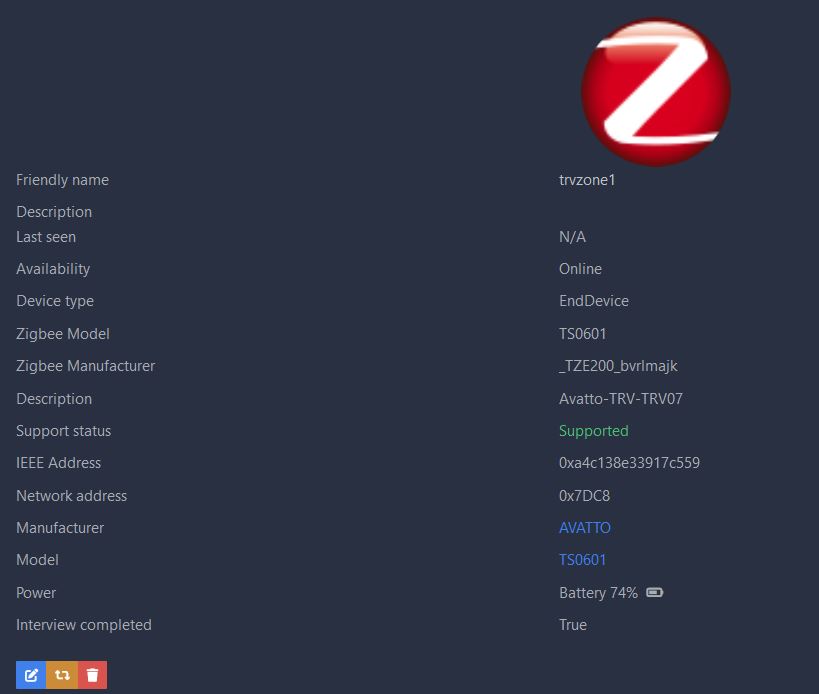 Friendly name trvzone1
Description
Last seen N/A
Availability Online
Device type EndDevice
Zigbee Model TS0601
Zigbee Manufacturer _TZE200_bvrlmajk
Description Avatto-TRV-TRV07
Support status Supported
IEEE Address 0xa4c138e33917c559
Network address 0x7DC8
Manufacturer AVATTO
Model TS0601
Power Battery 74%
Interview completed True